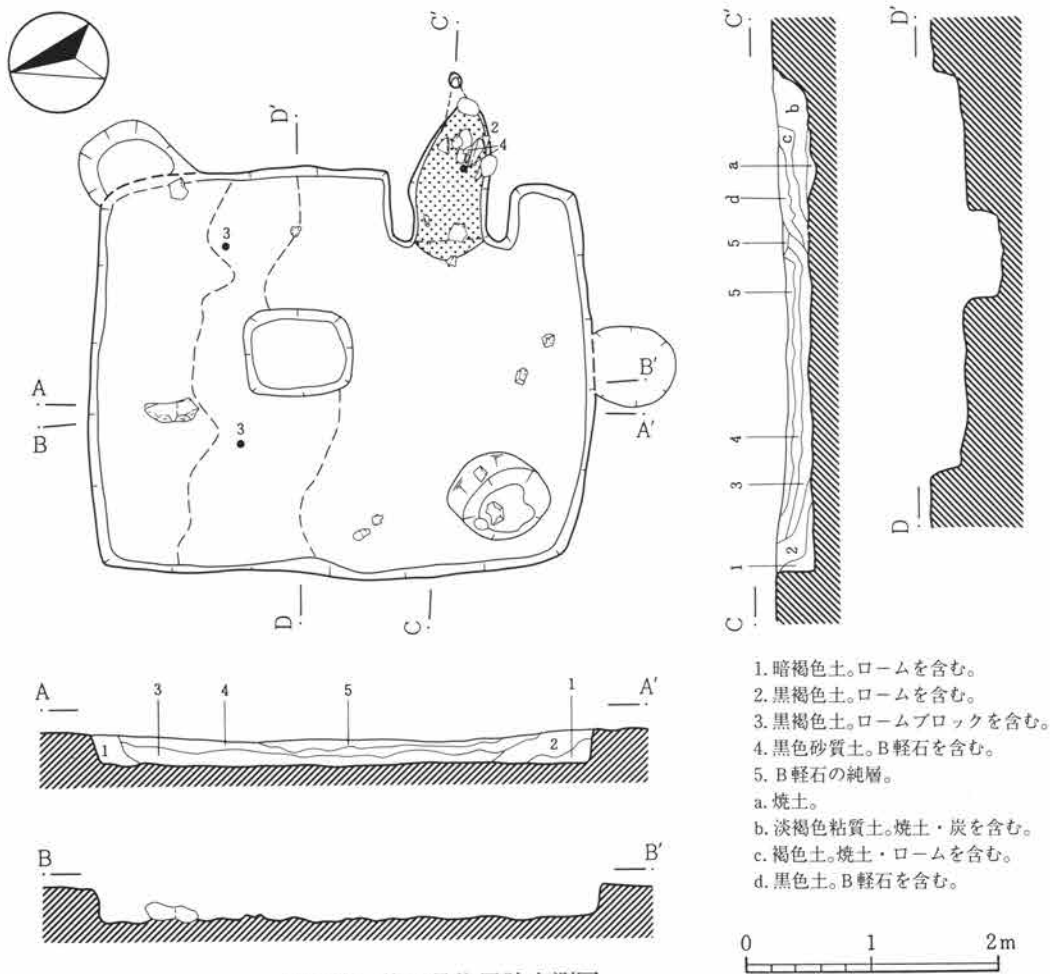 C'
D'
2
4
3
A
B
3
B'
A'
D
C
C'
b
c
a
d
5
5
4
3
2
1
C
D'
D
A
3
4
5
1
A'
1
2
B
B'
1. 暗褐色土。ロームを含む。
2. 黒褐色土。ロームを含む。
3. 黒褐色土。ロームブロックを含む。
4. 黒色砂質土。B軽石を含む。
5. B軽石の純層。
a. 焼土。
b. 淡褐色粘質土。焼土・炭を含む。
c. 褐色土。焼土・ロームを含む。
d. 黒色土。B軽石を含む。
0 1 2m